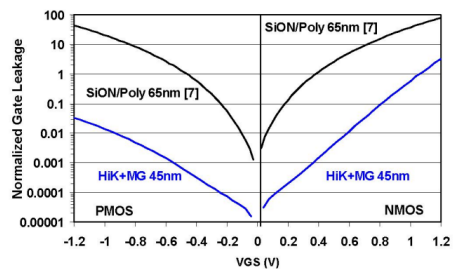 Normalized Gate Leakage
100
10
1
0.1
0.01
0.001
0.0001
0.00001
SiON/Poly 65nm [7]
SiON/Poly 65nm [7]
HiK+MG 45nm
HiK+MG 45nm
PMOS
NMOS
-1.2 -1 -0.8 -0.6 -0.4 -0.2 0 0.2 0.4 0.6 0.8 1 1.2
VGS (V)